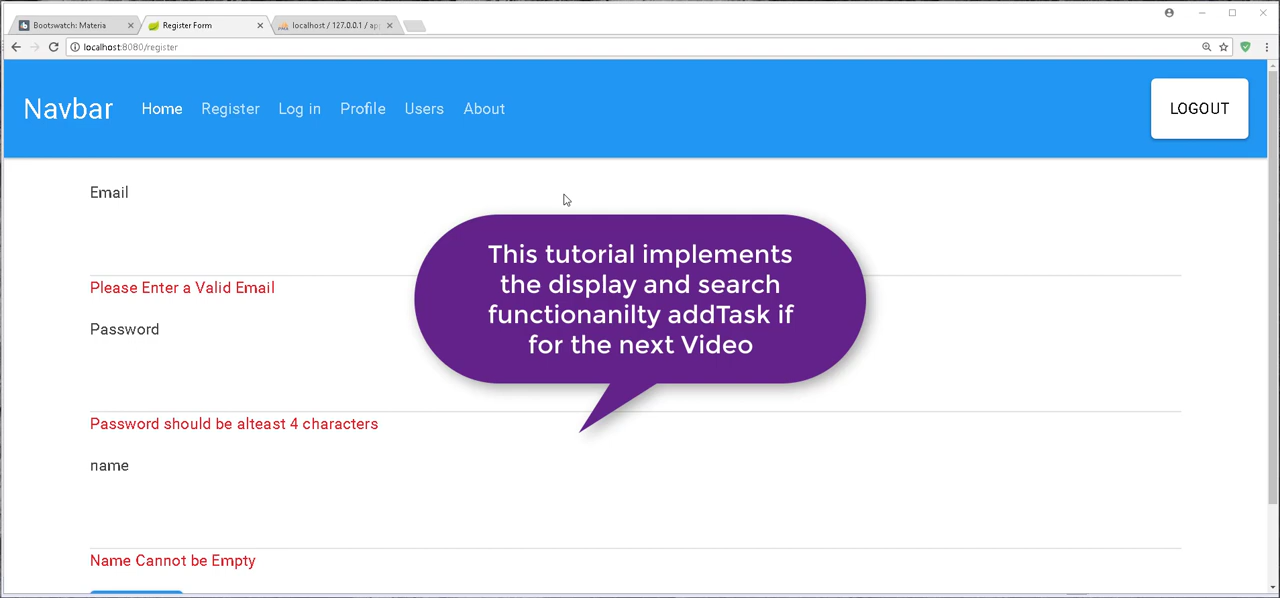 Bootswatch: Materia
Register Form
localhost / 127.0.0.1 / ap
localhost:8080/register
Navbar Home Register Log in Profile Users About LOGOUT
Email
Please Enter a Valid Email
Password
Password should be alteast 4 characters
name
Name Cannot be Empty
This tutorial implements
the display and search
functionanilty addTask if
for the next Video